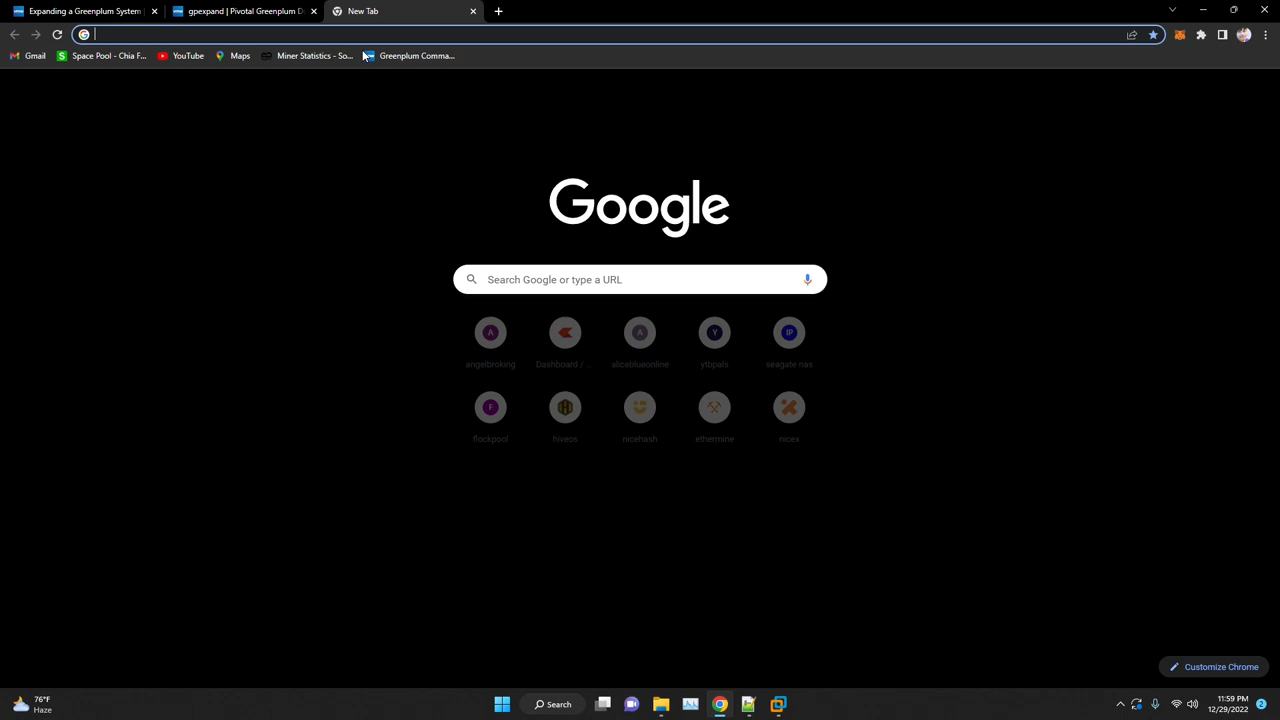 Expanding a Greenplum System
gpexpand | Pivotal Greenplum D
New Tab
Gmail
Space Pool - Chia F...
YouTube
Maps
Miner Statistics - So...
Greenplum Comma...
Google
Search Google or type a URL
A
A
Y
IP
angelbroking
Dashboard / ...
aliceblueonline
ytbpals
seagate nas
F
flockpool
hiveos
nicehash
ethermine
nicex
Customize Chrome
76°F
Haze
Search
11:59 PM
12/29/2022
2